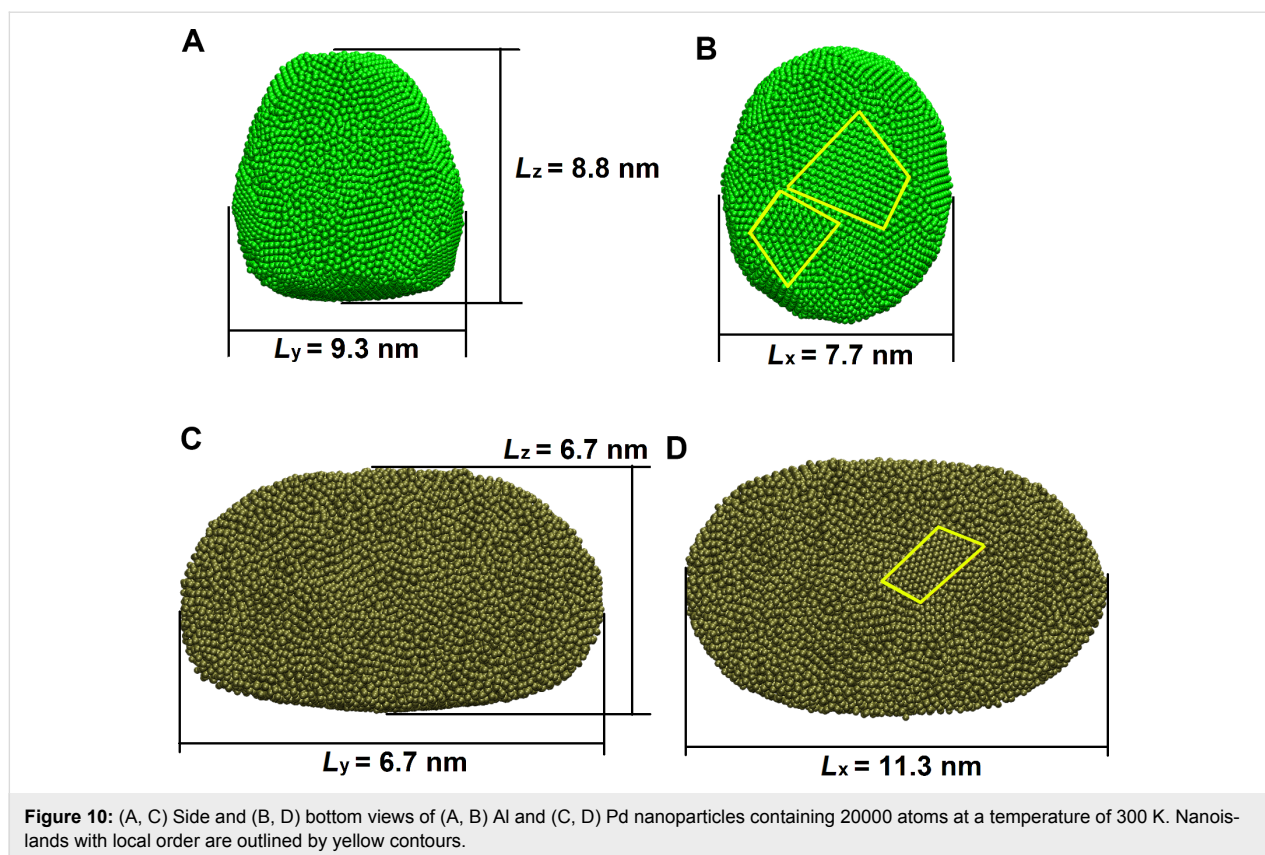 A
B
Lz = 8.8 nm
Ly = 9.3 nm
Lx = 7.7 nm
C
Lz = 6.7 nm
D
Ly = 6.7 nm
Lx = 11.3 nm
Figure 10: (A, C) Side and (B, D) bottom views of (A, B) Al and (C, D) Pd nanoparticles containing 20000 atoms at a temperature of 300 K. Nanois-
lands with local order are outlined by yellow contours.